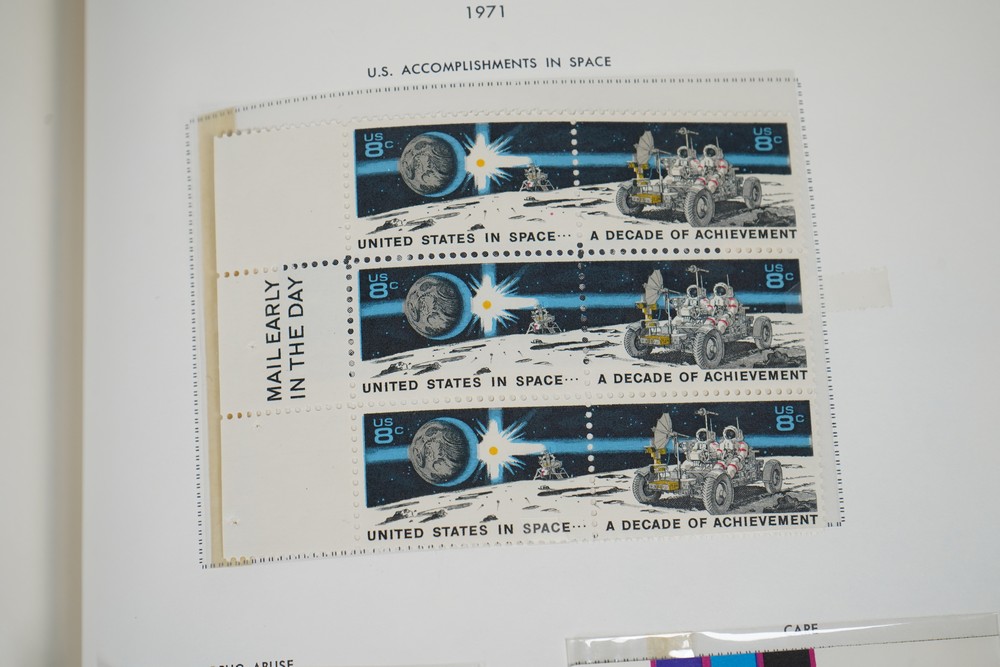 1971
U.S. ACCOMPLISHMENTS IN SPACE
US
8c
US
8c
UNITED STATES IN SPACE··· A DECADE OF ACHIEVEMENT
MAIL EARLY
IN THE DAY
US
8c
US
8c
UNITED STATES IN SPACE··· A DECADE OF ACHIEVEMENT
US
8c
US
8c
UNITED STATES IN SPACE··· A DECADE OF ACHIEVEMENT
CARE
ABUSE